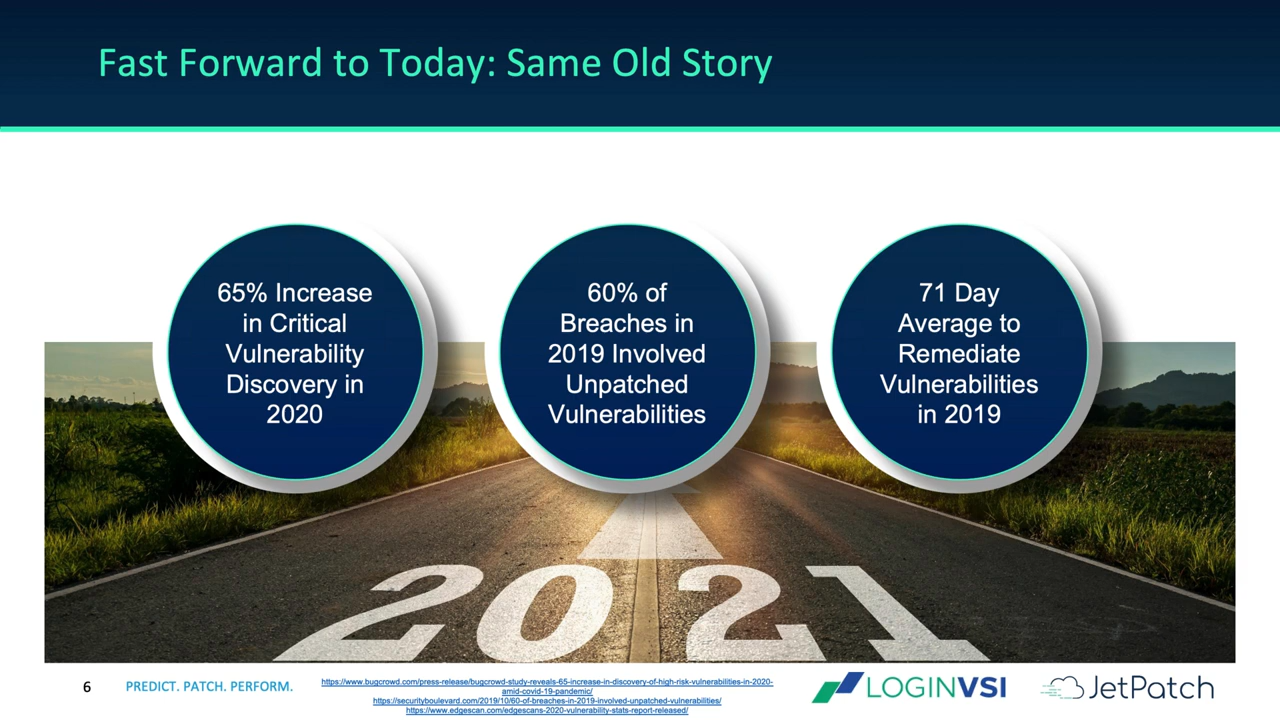 Fast Forward to Today: Same Old Story
65% Increase
in Critical
Vulnerability
Discovery in
2020
60% of
Breaches in
2019 Involved
Unpatched
Vulnerabilities
71 Day
Average to
Remediate
Vulnerabilities
in 2019
2021
6
PREDICT. PATCH. PERFORM.
https://www.bugcrowd.com/press-release/bugcrowd-study-reveals-65-increase-in-discovery-of-high-risk-vulnerabilities-in-2020-
amid-covid-19-pandemic/
https://securityboulevard.com/2019/10/60-of-breaches-in-2019-involved-unpatched-vulnerabilities/
https://www.edgescan.com/edgescans-2020-vulnerability-stats-report-released/
LOGINVSI
JetPatch